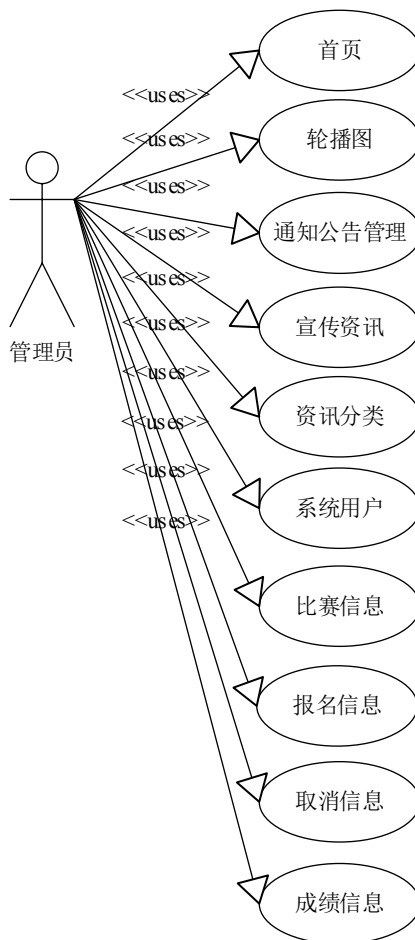 首页
<<uses>>
轮播图
<<uses>>
<<uses>>
通知公告管理
<<uses>>
<<uses>>
宣传资讯
<<uses>>
管理员
<<uses>>
资讯分类
<<uses>>
<<uses>>
系统用户
<<uses>>
比赛信息
报名信息
取消信息
成绩信息